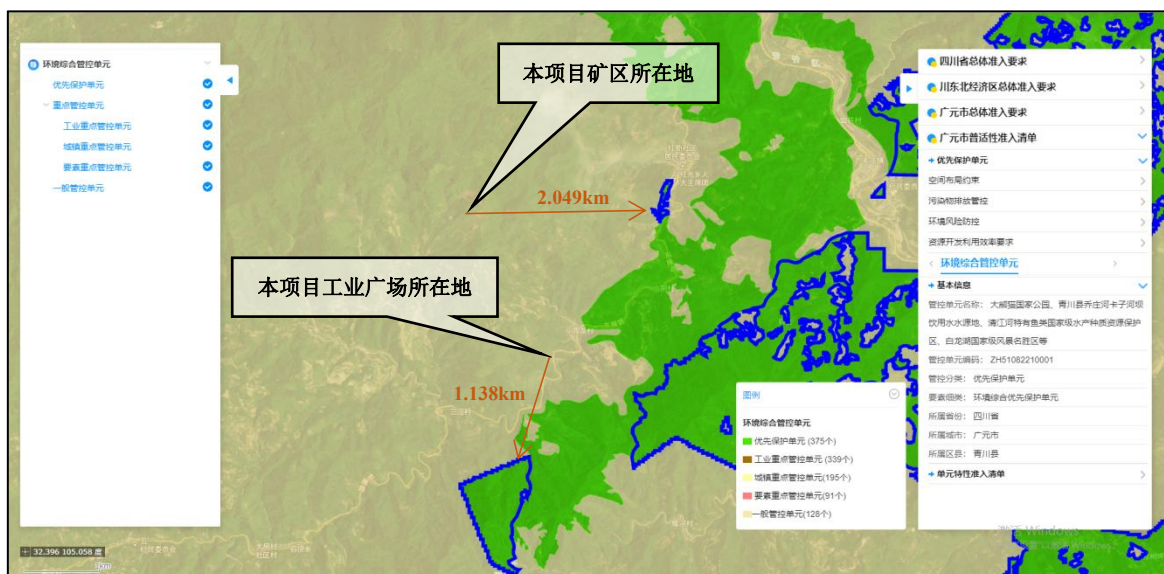 环境综合管控单元
优先保护单元
重点管控单元
工业重点管控单元
城镇重点管控单元
要素重点管控单元
一般管控单元
本项目矿区所在地
2.049km
本项目工业广场所在地
1.138km
四川省总体准入要求
川东北经济区总体准入要求
广元市总体准入要求
广元市普适性准入清单
优先保护单元
空间布局约束
污染物排放管控
环境风险防控
资源开发利用效率要求
环境综合管控单元
基本信息
管控单元名称： 大熊猫国家公园、青川县乔庄河卡子河坝
饮用水水源地、清江河特有鱼类国家级水产种质资源保护
区、白龙湖国家级风景名胜区等
管控单元编码： ZH51082210001
管控分类： 优先保护单元
要素细类： 环境综合优先保护单元
所属省份： 四川省
所属城市： 广元市
所属区县： 青川县
单元特性准入清单
图例
环境综合管控单元
优先保护单元 (375个)
工业重点管控单元 (339个)
城镇重点管控单元(195个)
要素重点管控单元(91个)
一般管控单元(128个)
32.396 105.058 度
激活 Windows